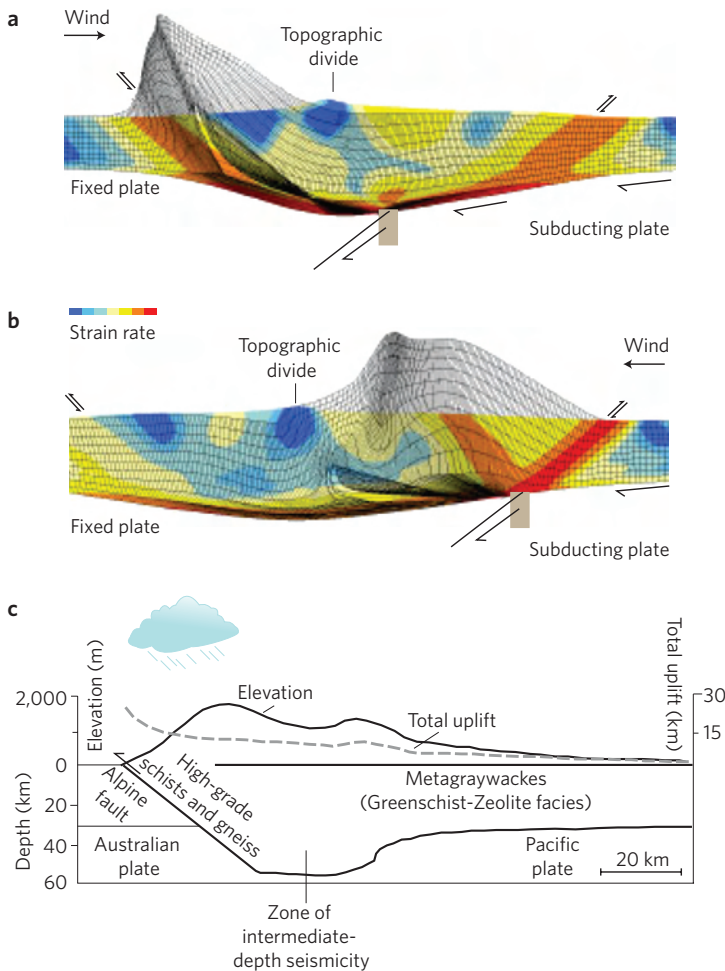 a
Wind
Topographic
divide
Fixed plate
Subducting plate
b
Strain rate
Topographic
divide
Wind
Fixed plate
Subducting plate
c
Elevation (m)
Total uplift (km)
2,000
Elevation
Total uplift
30
15
0
Depth (km)
20
40
60
Alpine
fault
High-grade
schists and gneiss
Metagraywackes
(Greenschist-Zeolite facies)
Australian
plate
Pacific
plate
20 km
Zone of
intermediate-
depth seismicity